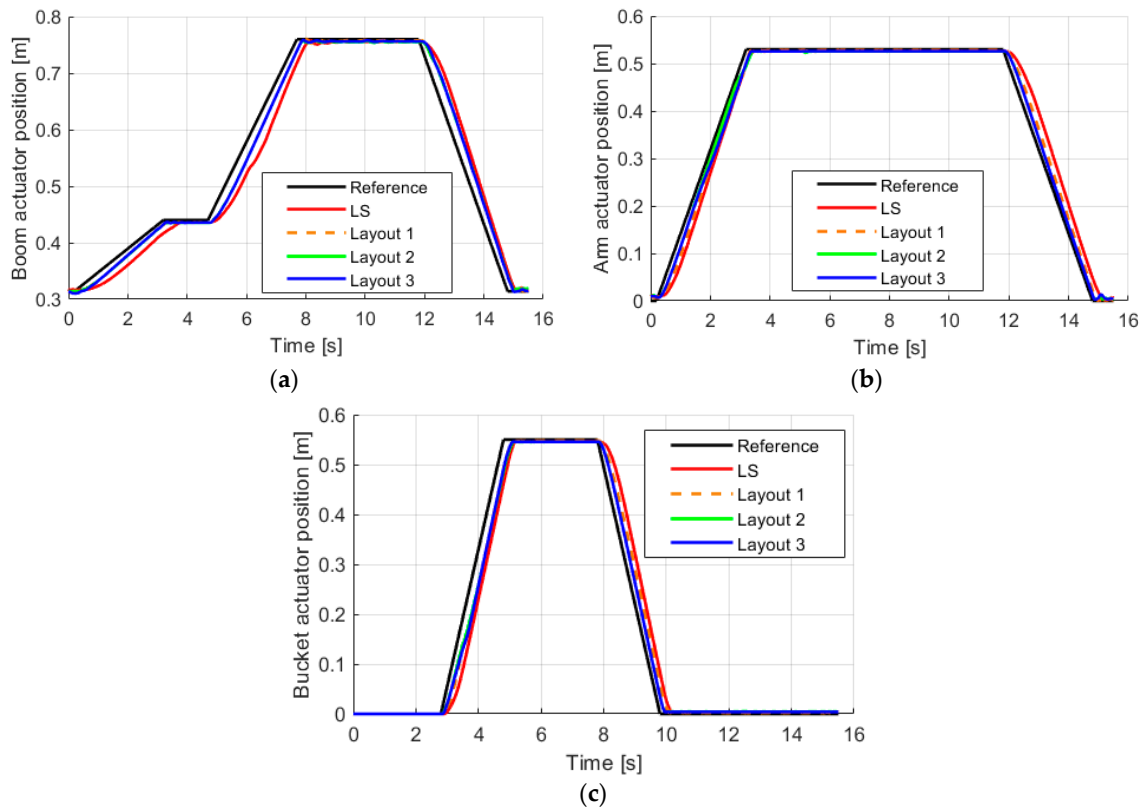 Boom actuator position [m]
0.8
0.7
0.6
0.5
0.4
0.3
Reference
LS
Layout 1
Layout 2
Layout 3
0 2 4 6 8 10 12 14 16
Time [s]
(a)
Arm actuator position [m]
0.6
0.5
0.4
0.3
0.2
0.1
0
Reference
LS
Layout 1
Layout 2
Layout 3
0 2 4 6 8 10 12 14 16
Time [s]
(b)
Bucket actuator position [m]
0.6
0.5
0.4
0.3
0.2
0.1
0
Reference
LS
Layout 1
Layout 2
Layout 3
0 2 4 6 8 10 12 14 16
Time [s]
(c)